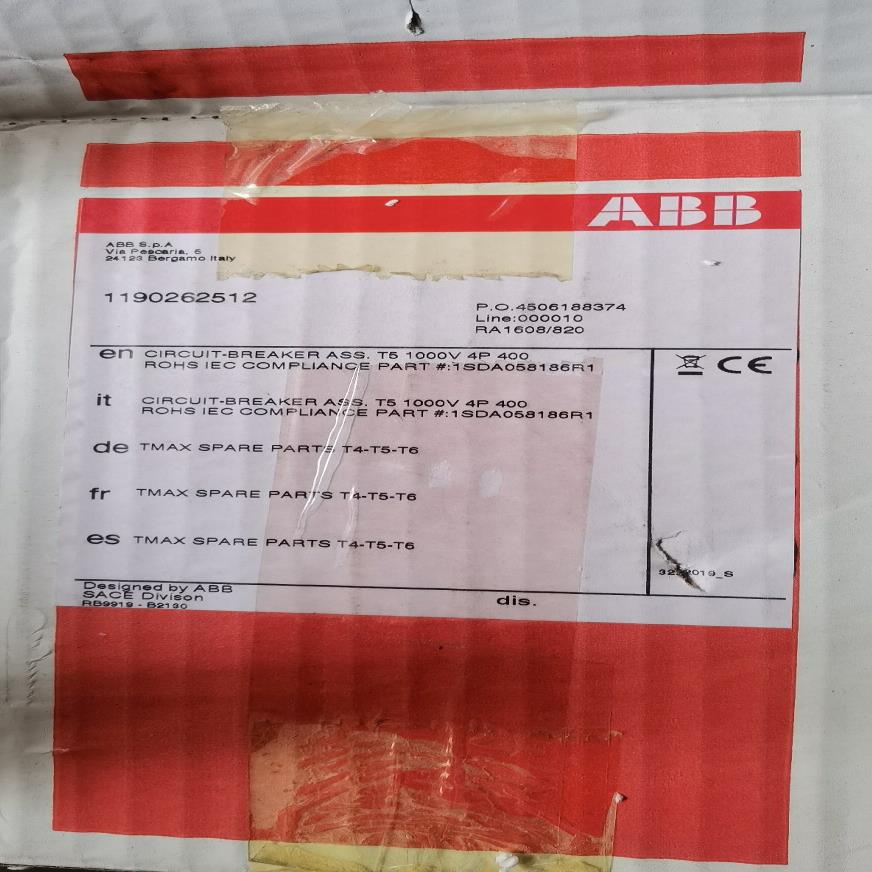 ABB
ABB S.p.A
Via Pescaria, 5
24123 Bergamo Italy
1190262512
P.O.4506188374
Line:000010
RA1608/820
en CIRCUIT-BREAKER ASS. T5 1000V 4P 400
ROHS IEC COMPLIANCE PART #:1SDA058186R1
CE
it CIRCUIT-BREAKER ASS. T5 1000V 4P 400
ROHS IEC COMPLIANCE PART #:1SDA058186R1
de TMAX SPARE PARTS T4-T5-T6
fr TMAX SPARE PARTS T4-T5-T6
es TMAX SPARE PARTS T4-T5-T6
Designed by ABB
SACE Divison
RB9919 - B2130
dis.